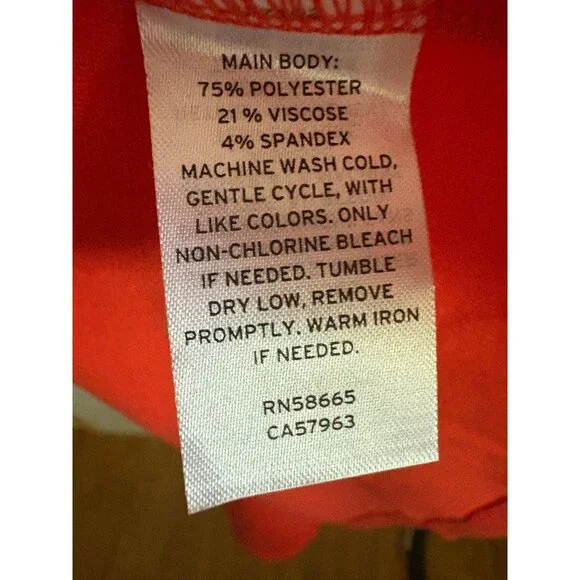 MAIN BODY:
75% POLYESTER
21 % VISCOSE
4% SPANDEX
MACHINE WASH COLD,
GENTLE CYCLE, WITH
LIKE COLORS. ONLY
NON-CHLORINE BLEACH
IF NEEDED. TUMBLE
DRY LOW, REMOVE
PROMPTLY. WARM IRON
IF NEEDED.
RN58665
CA57963